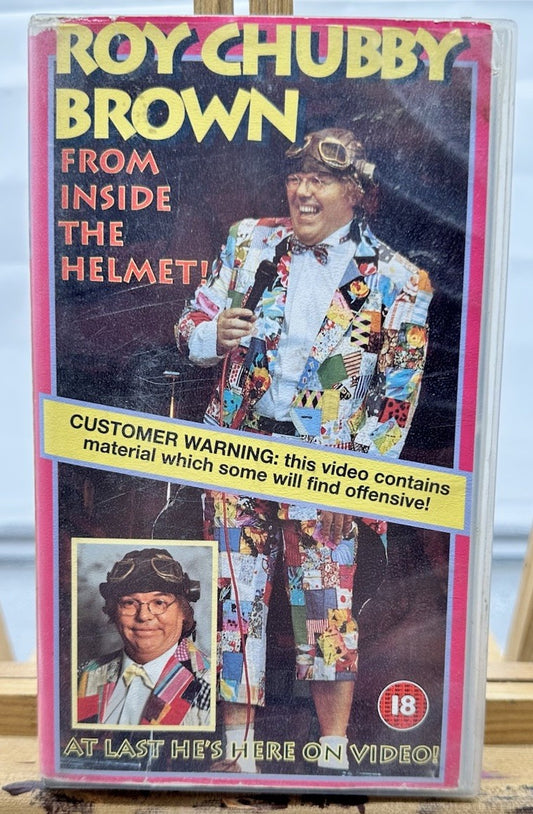 ROY CHUBBY
BROWN
FROM
INSIDE
THE
HELMET!
CUSTOMER WARNING: this video contains
material which some will find offensive!
18
AT LAST HE'S HERE ON VIDEO!